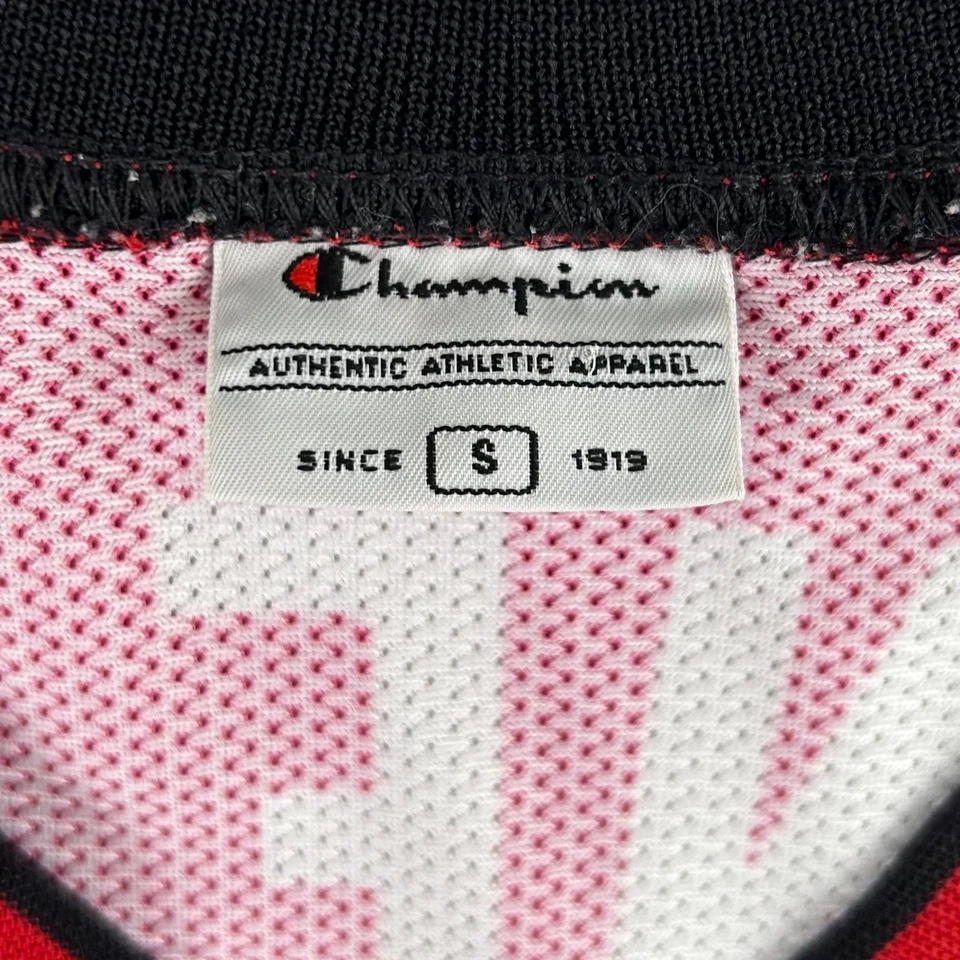 Champion
AUTHENTIC ATHLETIC APPAREL
SINCE S 1919